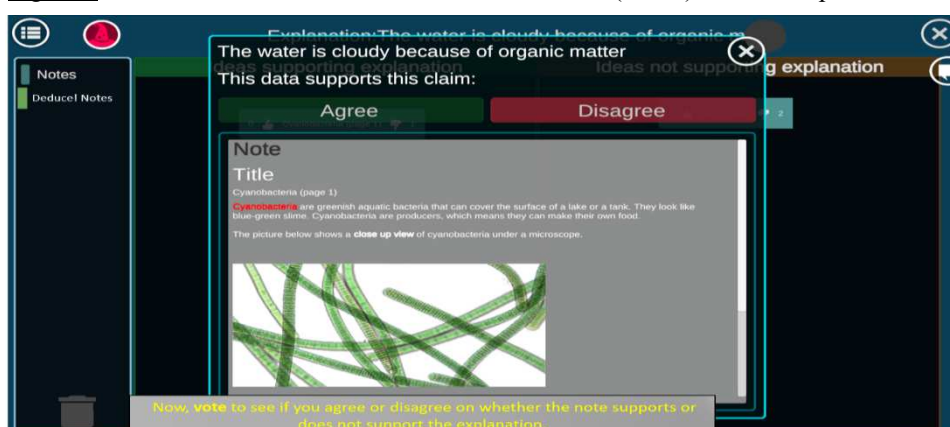 Explanation:The water is cloudy because of organic m
The water is cloudy because of organic matter
This data supports this claim:
deas supporting explanation
Ideas not supporting explanation
Notes
Deducel Notes
Agree
Disagree
2
Note
Title
Cyanobacteria (page 1)
Cyanobacteria are greenish aquatic bacteria that can cover the surface of a lake or a tank. They look like
blue-green slime. Cyanobacteria are producers, which means they can make their own food.
The picture below shows a close up view of cyanobacteria under a microscope.
Now, vote to see if you agree or disagree on whether the note supports or
does not support the explanation